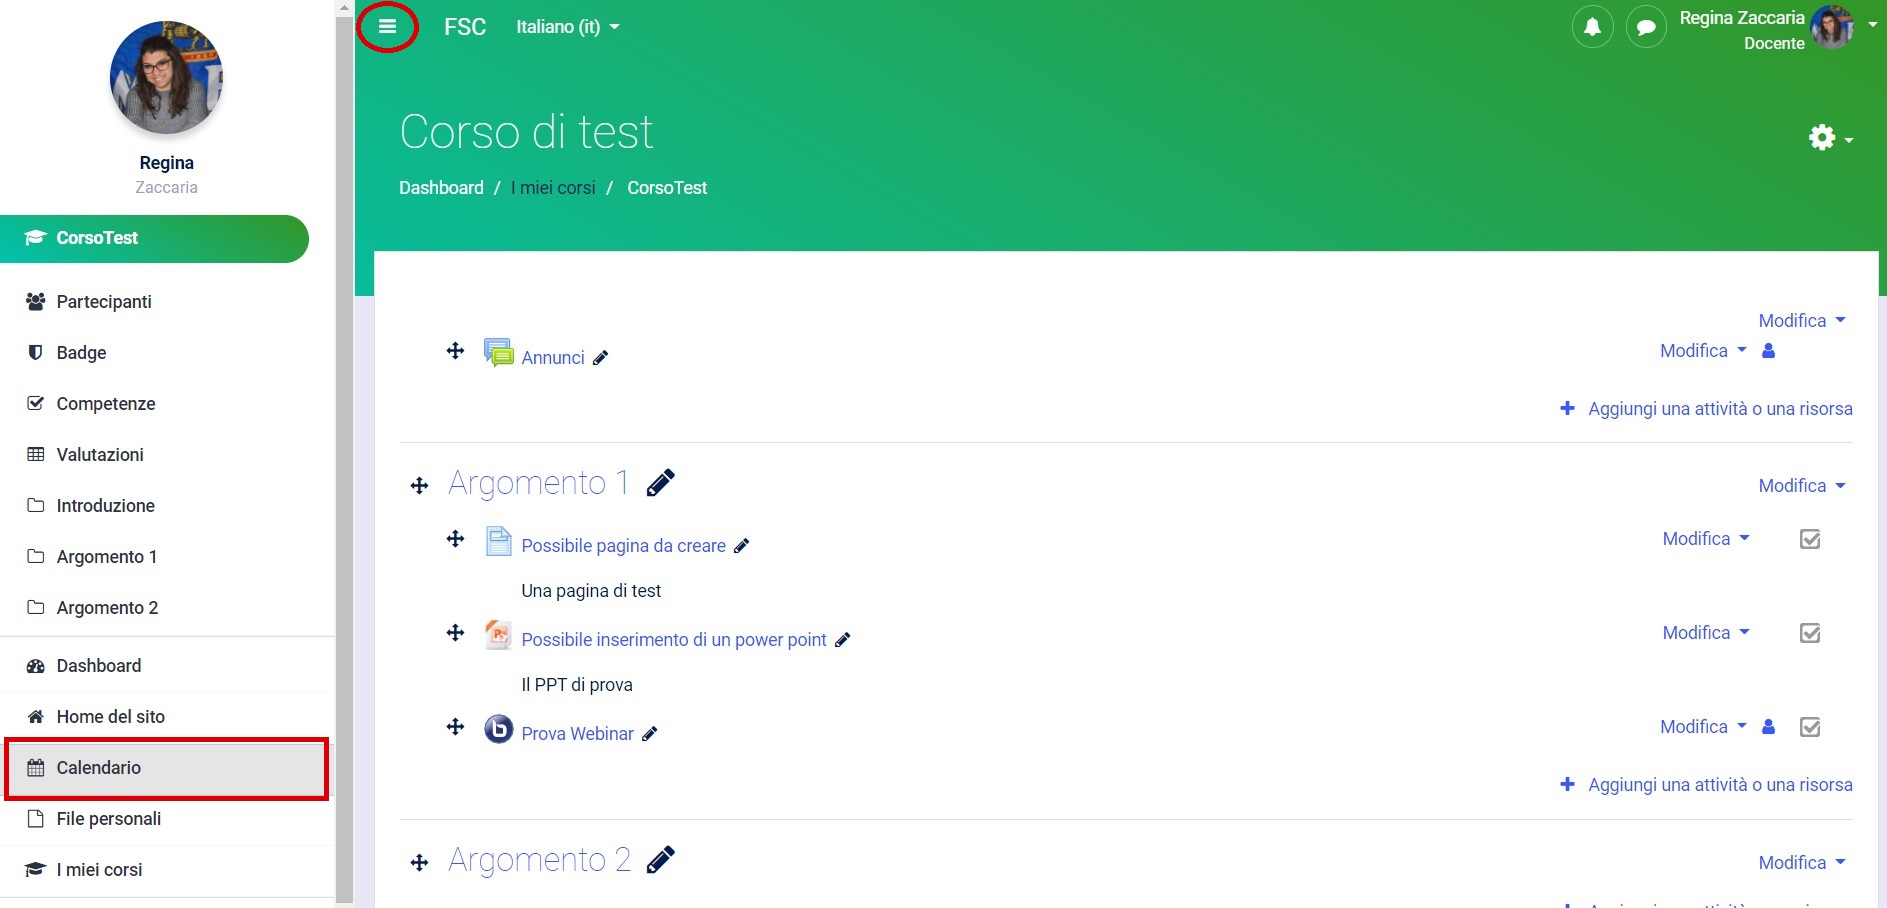 Regina
Zaccaria
CorsoTest
Partecipanti
Badge
Competenze
Valutazioni
Introduzione
Argomento 1
Argomento 2
Dashboard
Home del sito
Calendario
File personali
I miei corsi
FSC
Italiano (it)
Regina Zaccaria
Docente
Corso di test
Dashboard / I miei corsi / CorsoTest
Modifica
Annunci
Modifica
+ Aggiungi una attività o una risorsa
Argomento 1
Modifica
Possibile pagina da creare
Modifica
Una pagina di test
Possibile inserimento di un power point
Modifica
Il PPT di prova
Prova Webinar
Modifica
+ Aggiungi una attività o una risorsa
Argomento 2
Modifica